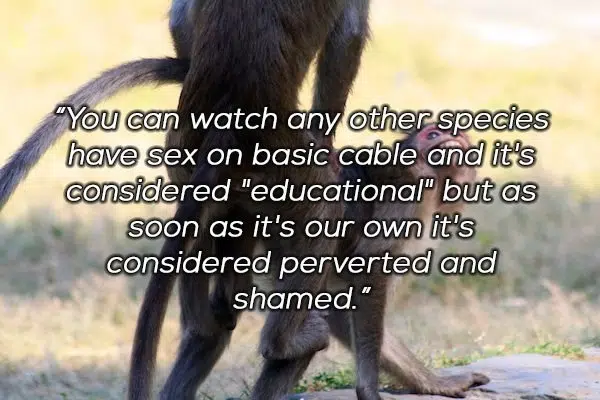 "You can watch any other species
have sex on basic cable and it's
considered "educational" but as
soon as it's our own it's
considered perverted and
shamed."